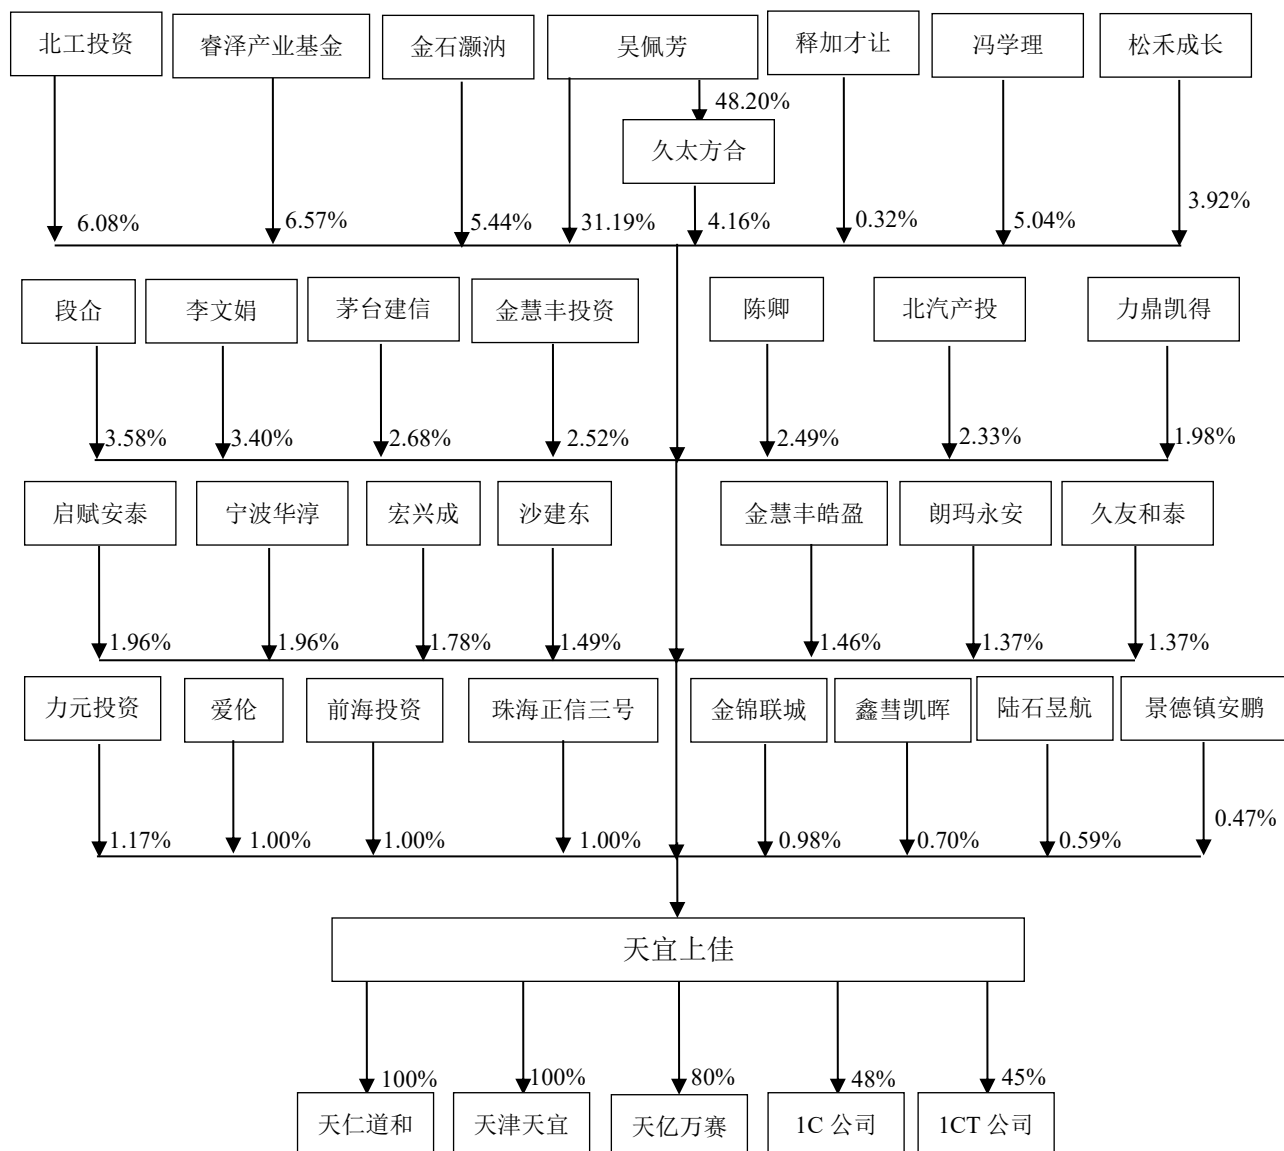 北工投资 睿泽产业基金 金石灏汭 吴佩芳 释加才让 冯学理 松禾成长
48.20%
久太方合
6.08% 6.57% 5.44% 31.19% 4.16% 0.32% 5.04% 3.92%
段仚 李文娟 茅台建信 金慧丰投资 陈卿 北汽产投 力鼎凯得
3.58% 3.40% 2.68% 2.52% 2.49% 2.33% 1.98%
启赋安泰 宁波华淳 宏兴成 沙建东 金慧丰皓盈 朗玛永安 久友和泰
1.96% 1.96% 1.78% 1.49% 1.46% 1.37% 1.37%
力元投资 爱伦 前海投资 珠海正信三号 金锦联城 鑫彗凯晖 陆石昱航 景德镇安鹏
1.17% 1.00% 1.00% 1.00% 0.98% 0.70% 0.59% 0.47%
天宜上佳
100% 100% 80% 48% 45%
天仁道和 天津天宜 天亿万赛 1C 公司 1CT 公司